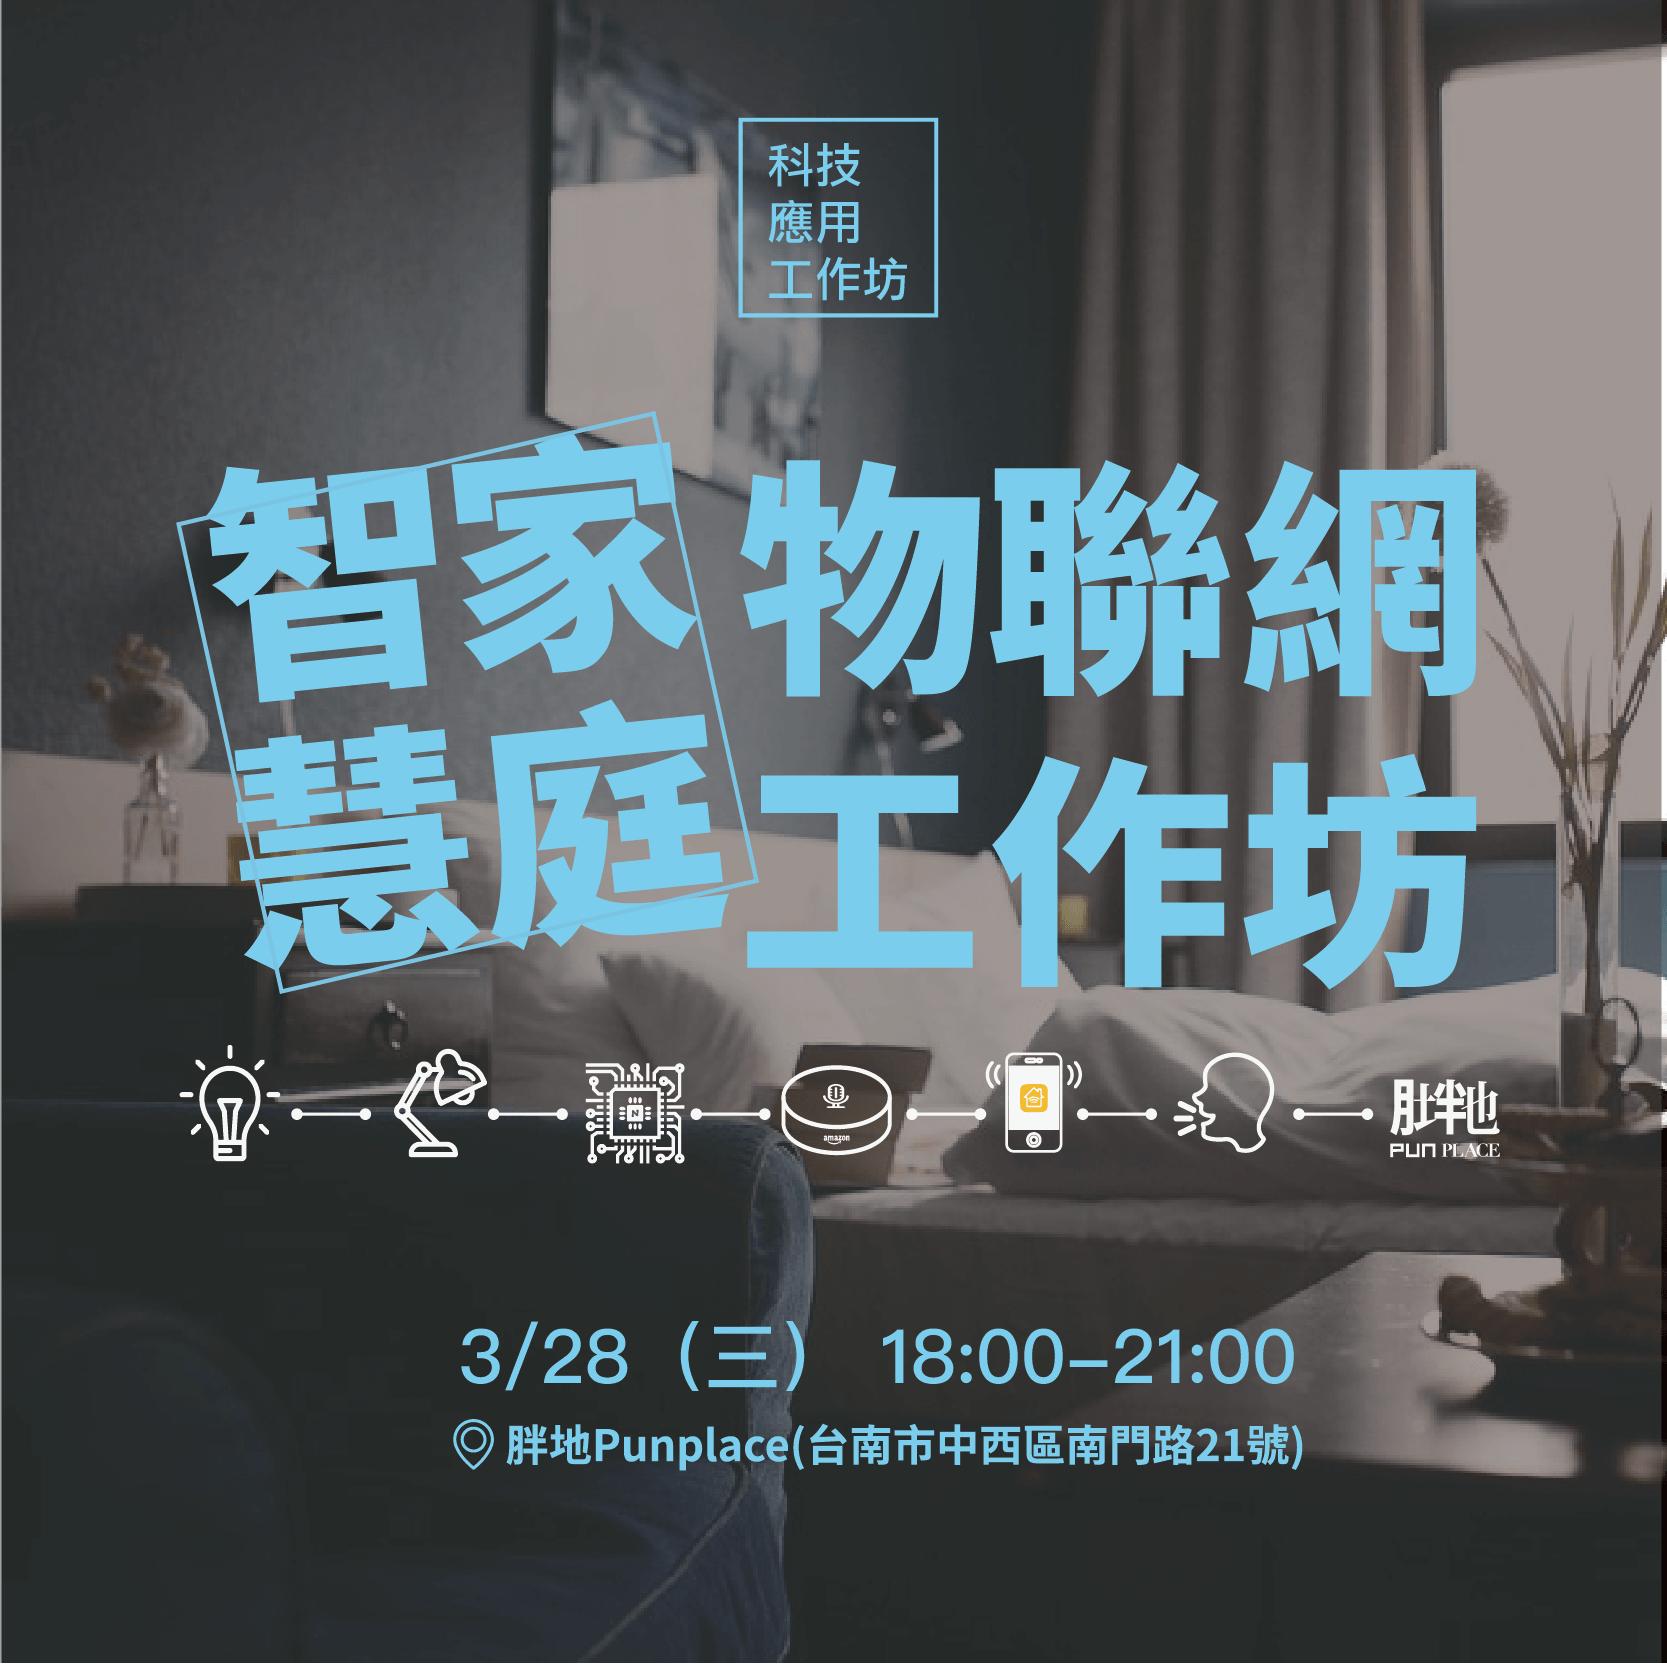 科技
應用
工作坊
智家
慧庭
物聯網
工作坊
amazon
胖地
PUN PLACE
3/28（三） 18:00-21:00
胖地Punplace(台南市中西區南門路21號)